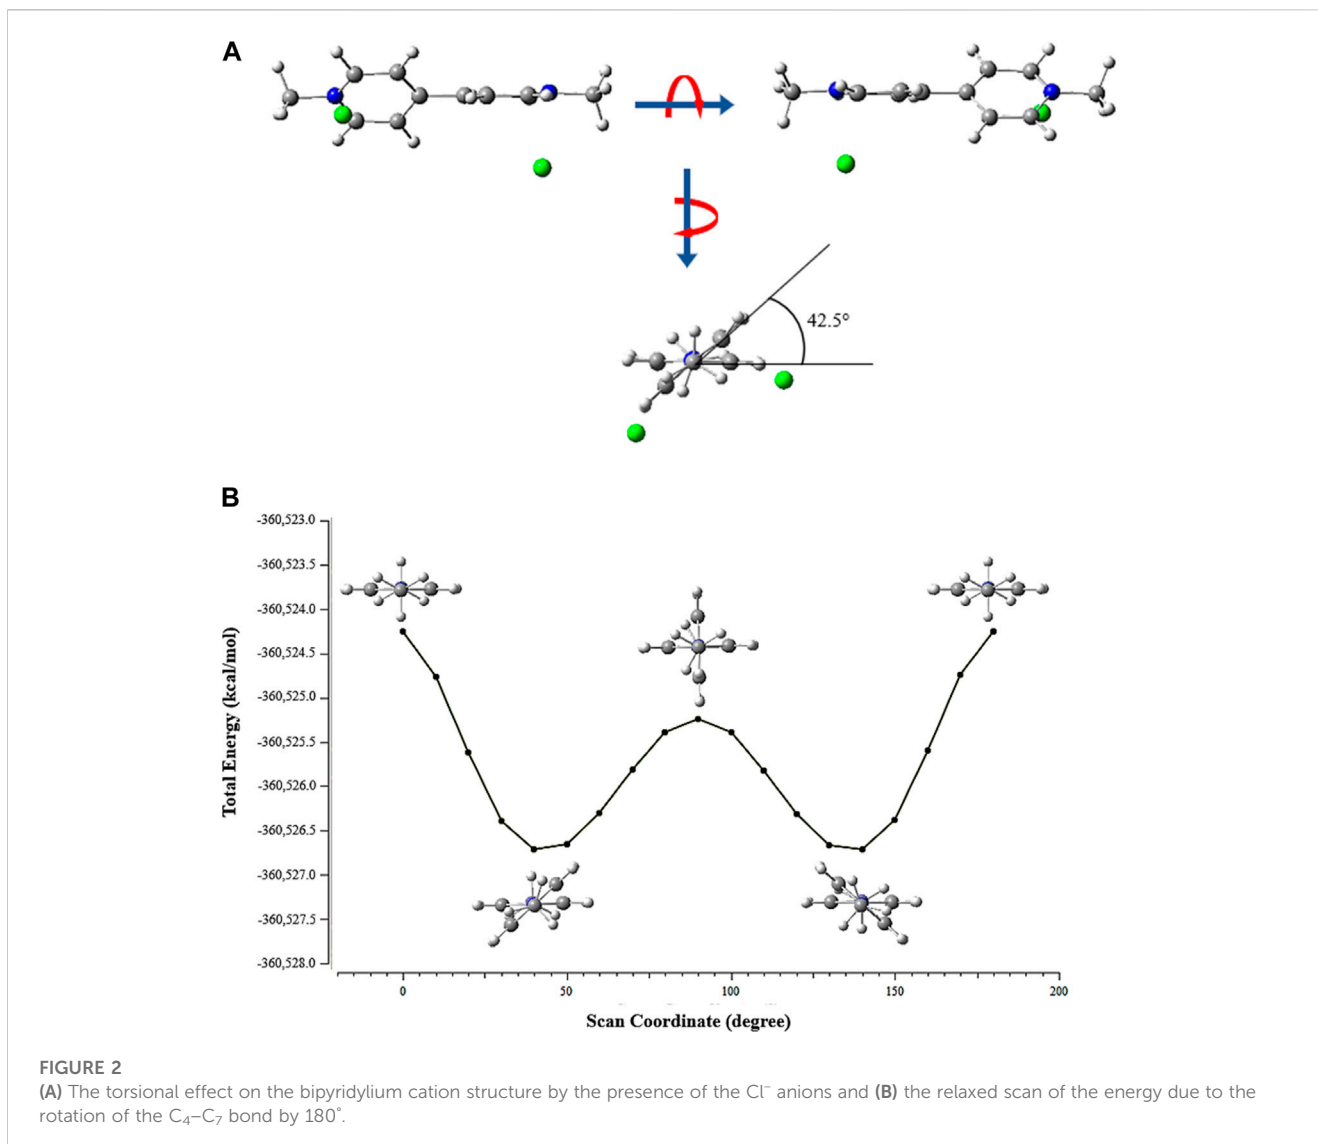 A
42.5°
B
-360,523.0
-360,523.5
-360,524.0
-360,524.5
-360,525.0
-360,525.5
-360,526.0
-360,526.5
-360,527.0
-360,527.5
-360,528.0
Total Energy (kcal/mol)
0 50 100 150 200
Scan Coordinate (degree)
FIGURE 2
(A) The torsional effect on the bipyridylium cation structure by the presence of the Cl⁻ anions and (B) the relaxed scan of the energy due to the
rotation of the C₄–C₇ bond by 180°.